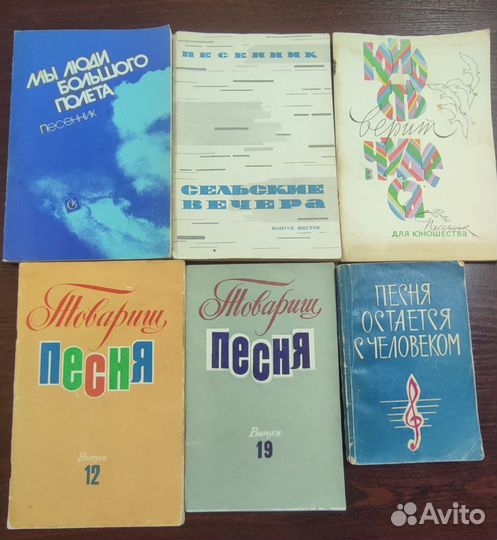 МЫ ЛЮДИ
БОЛЬШОГО
ПОЛЕТА
песенник
ПЕСЕННИК
СЕЛЬСКИЕ
ВЕЧЕРА
ВЫПУСК ШЕСТОЙ
верит
в
Песенник
ДЛЯ ЮНОШЕСТВА
Товарищ
песня
Выпуск
12
Товарищ
песня
Выпуск
19
ПЕСНЯ
ОСТАЕТСЯ
С ЧЕЛОВЕКОМ
Avito